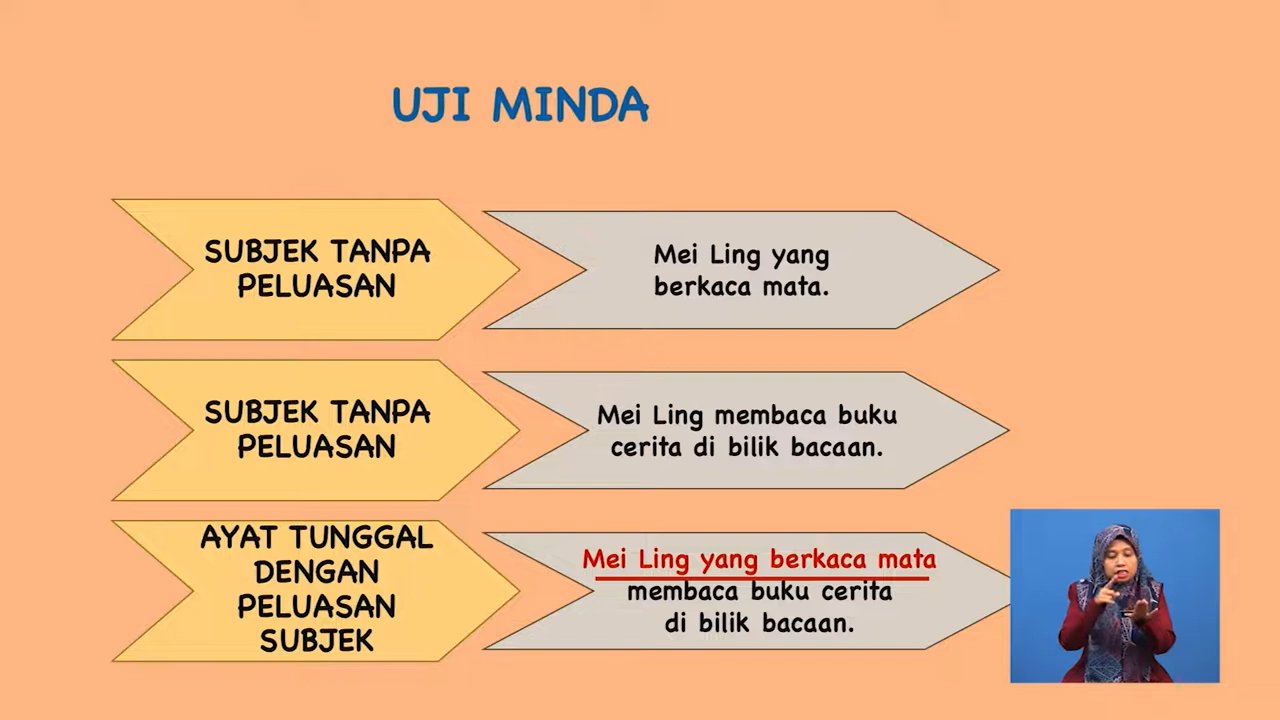 UJI MINDA
SUBJEK TANPA
PELUASAN
Mei Ling yang
berkaca mata.
SUBJEK TANPA
PELUASAN
Mei Ling membaca buku
cerita di bilik bacaan.
AYAT TUNGGAL
DENGAN
PELUASAN
SUBJEK
Mei Ling yang berkaca mata
membaca buku cerita
di bilik bacaan.